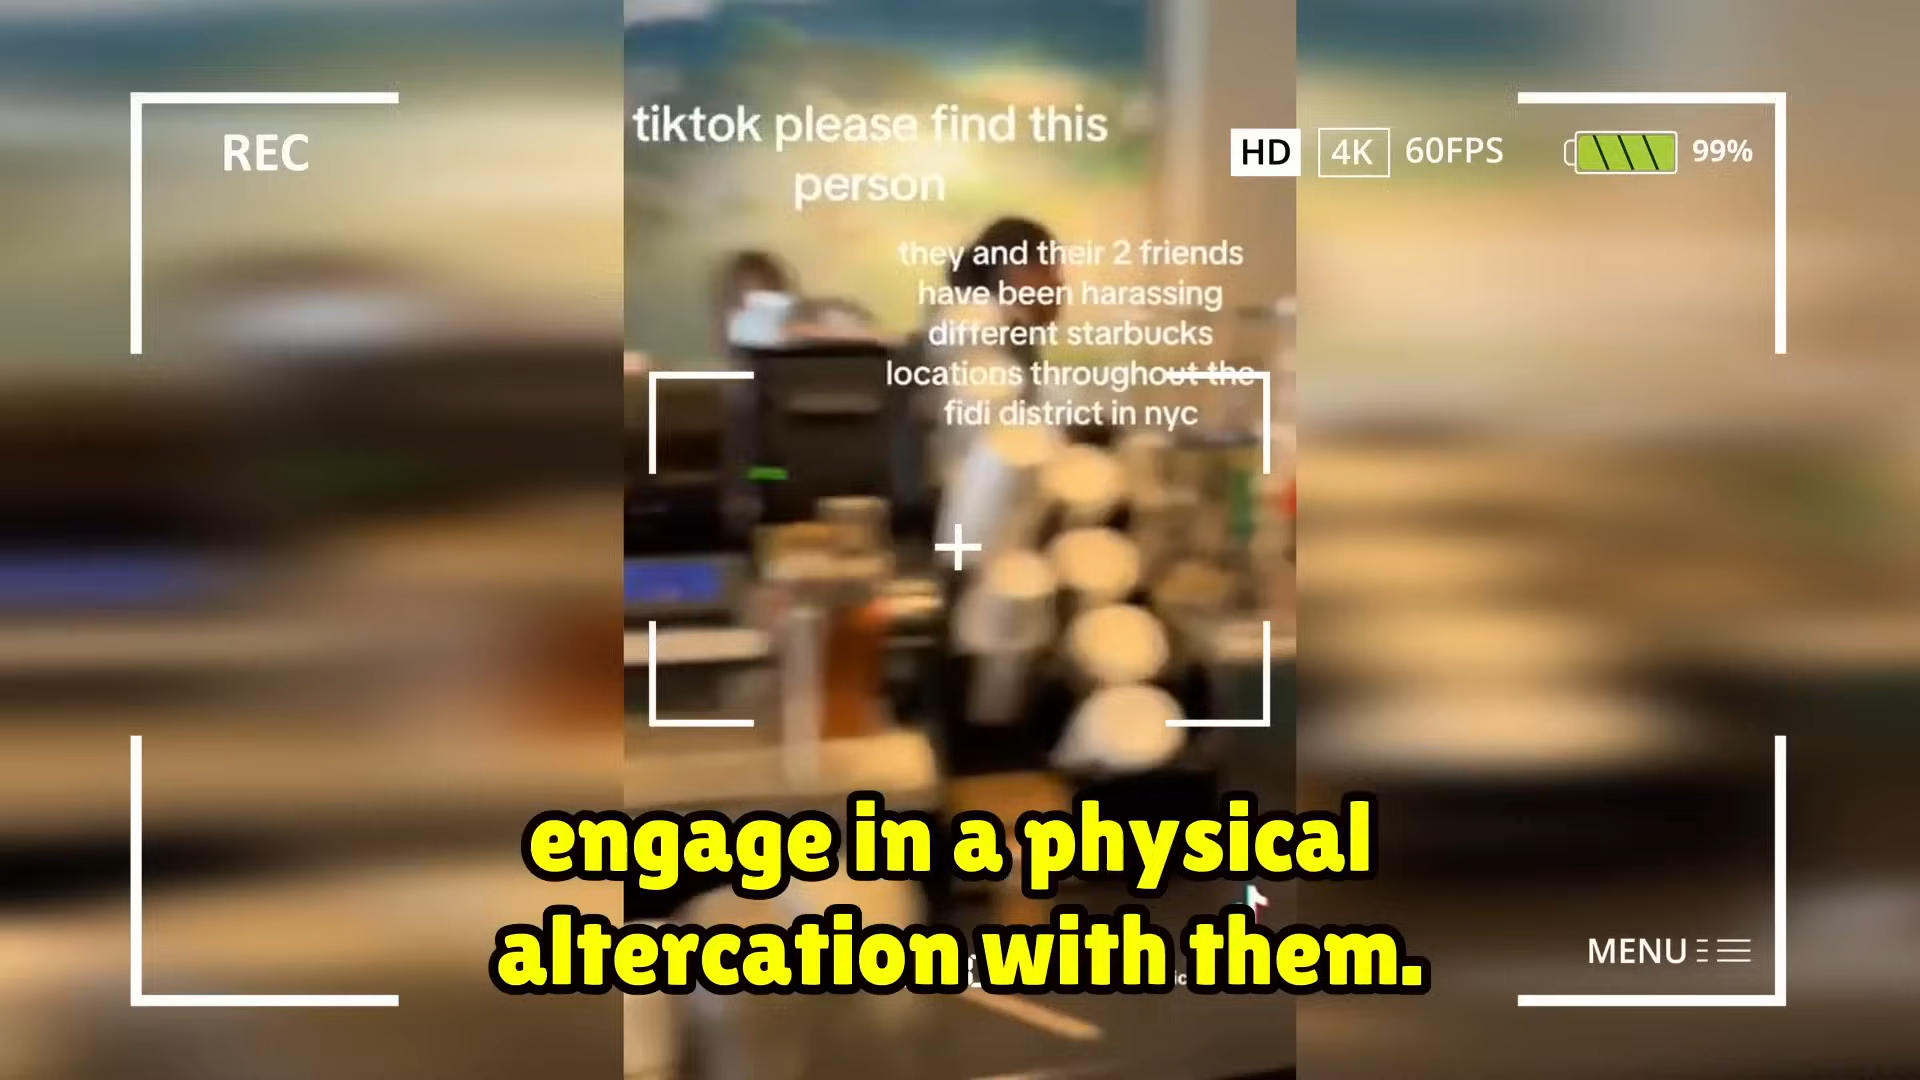 REC
HD 4K 60FPS 99%
tiktok please find this
person
they and their 2 friends
have been harassing
different starbucks
locations throughout the
fidi district in nyc
engage in a physical
altercation with them.
MENU